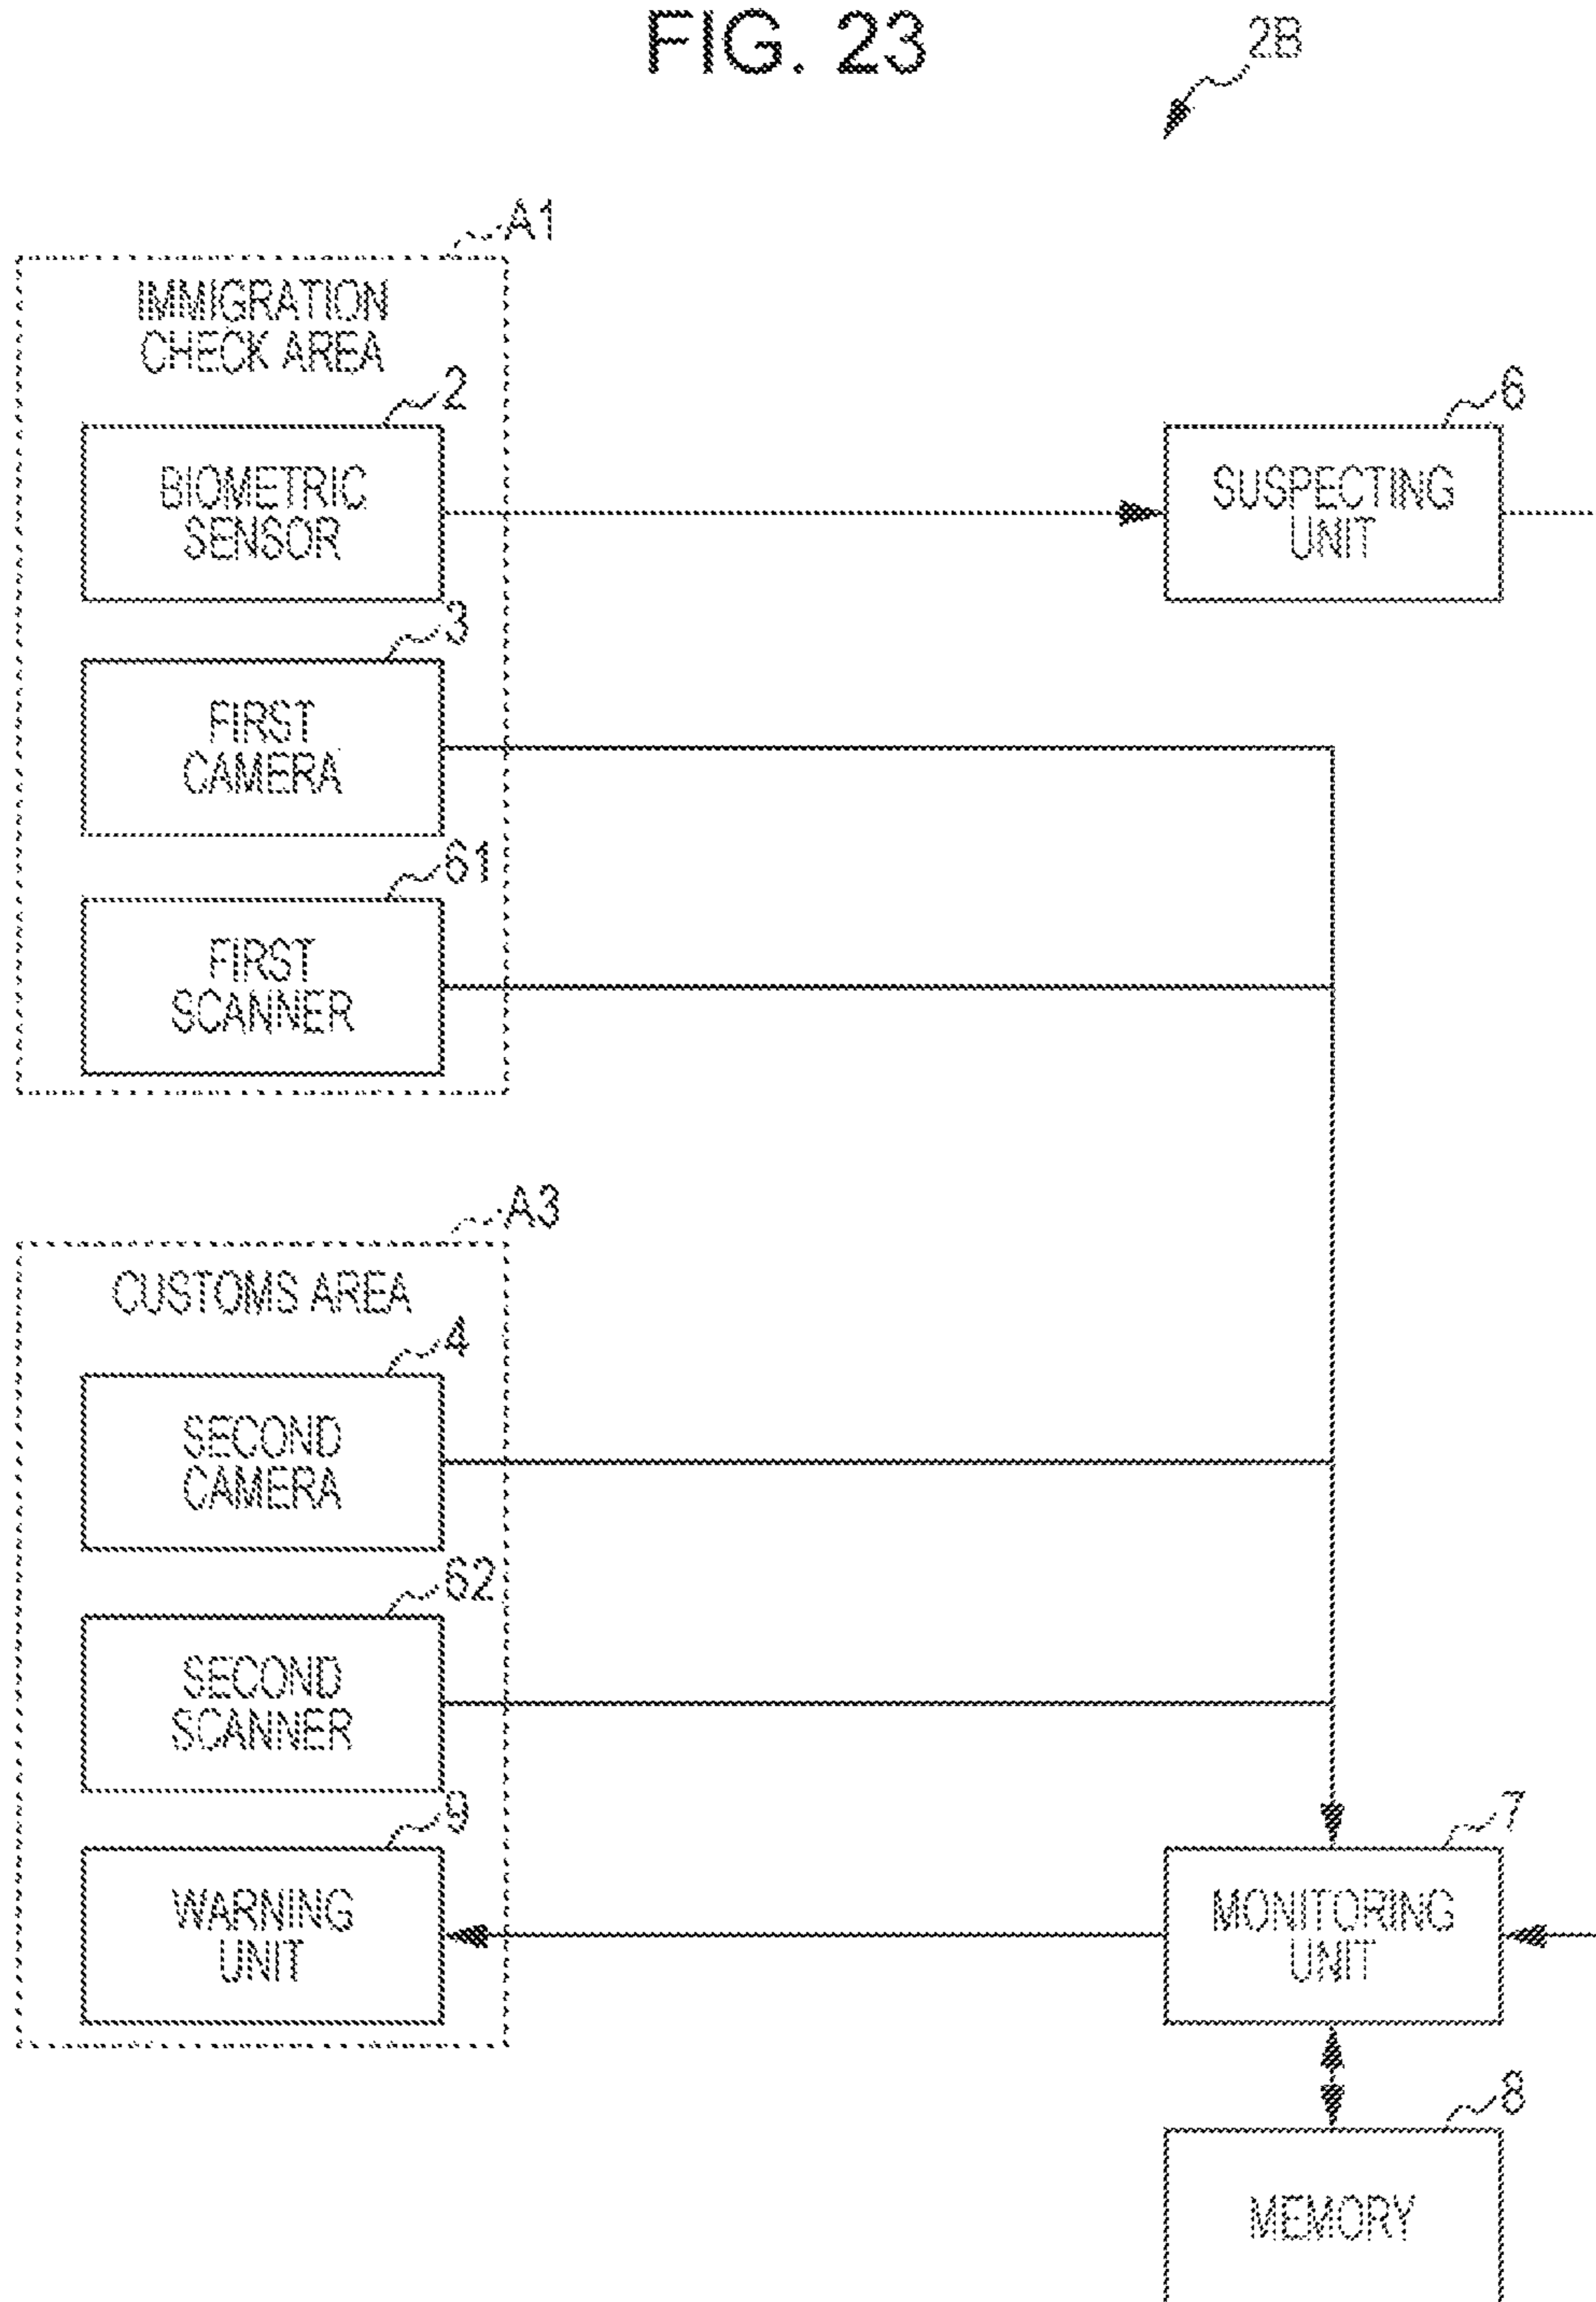 FIG. 23
2B
A1
IMMIGRATION
CHECK AREA
2
BIOMETRIC
SENSOR
6
SUSPECTING
UNIT
3
FIRST
CAMERA
61
FIRST
SCANNER
A3
CUSTOMS AREA
4
SECOND
CAMERA
62
SECOND
SCANNER
9
WARNING
UNIT
7
MONITORING
UNIT
8
MEMORY